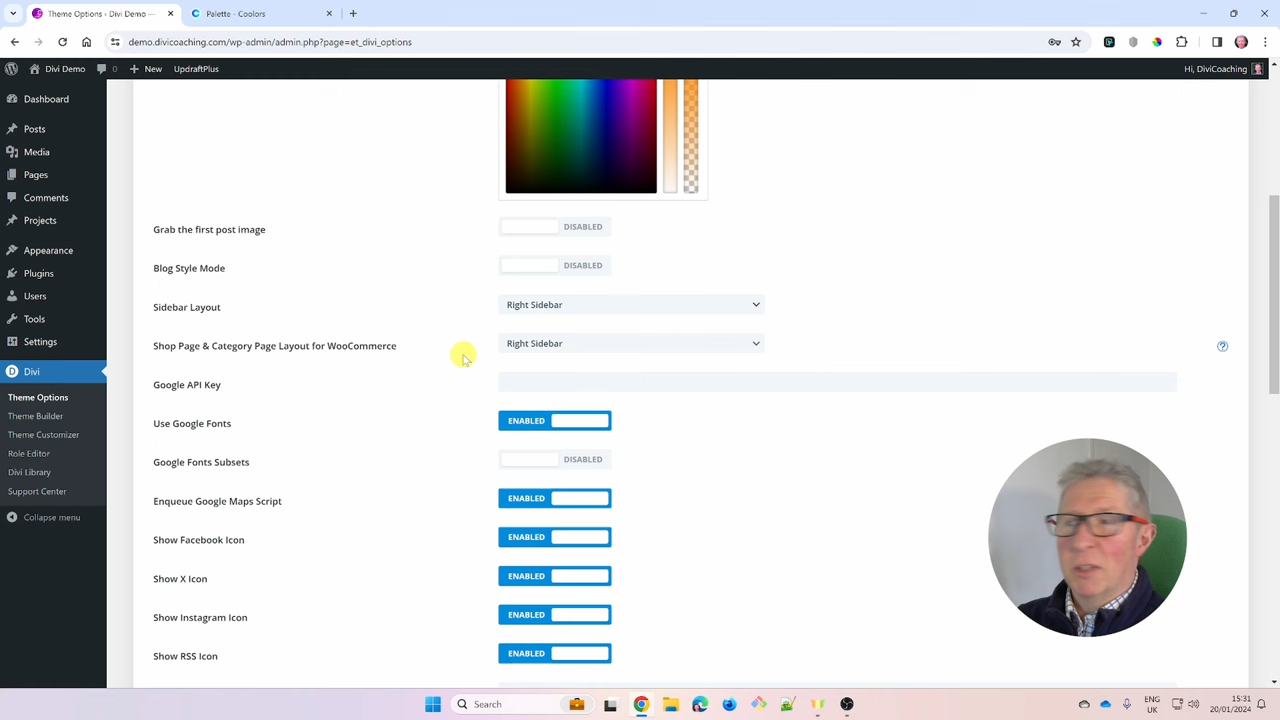 Theme Options ‹ Divi Demo —
Palette - Coolors
demo.divicoaching.com/wp-admin/admin.php?page=et_divi_options
Divi Demo
0
New
UpdraftPlus
Hi, DiviCoaching
Dashboard
Posts
Media
Pages
Comments
Projects
Appearance
Plugins
Users
Tools
Settings
Divi
Theme Options
Theme Builder
Theme Customizer
Role Editor
Divi Library
Support Center
Collapse menu
Grab the first post image
DISABLED
Blog Style Mode
DISABLED
Sidebar Layout
Right Sidebar
Shop Page & Category Page Layout for WooCommerce
Right Sidebar
Google API Key
Use Google Fonts
ENABLED
Google Fonts Subsets
DISABLED
Enqueue Google Maps Script
ENABLED
Show Facebook Icon
ENABLED
Show X Icon
ENABLED
Show Instagram Icon
ENABLED
Show RSS Icon
ENABLED
Search
ENG
UK
15:31
20/01/2024